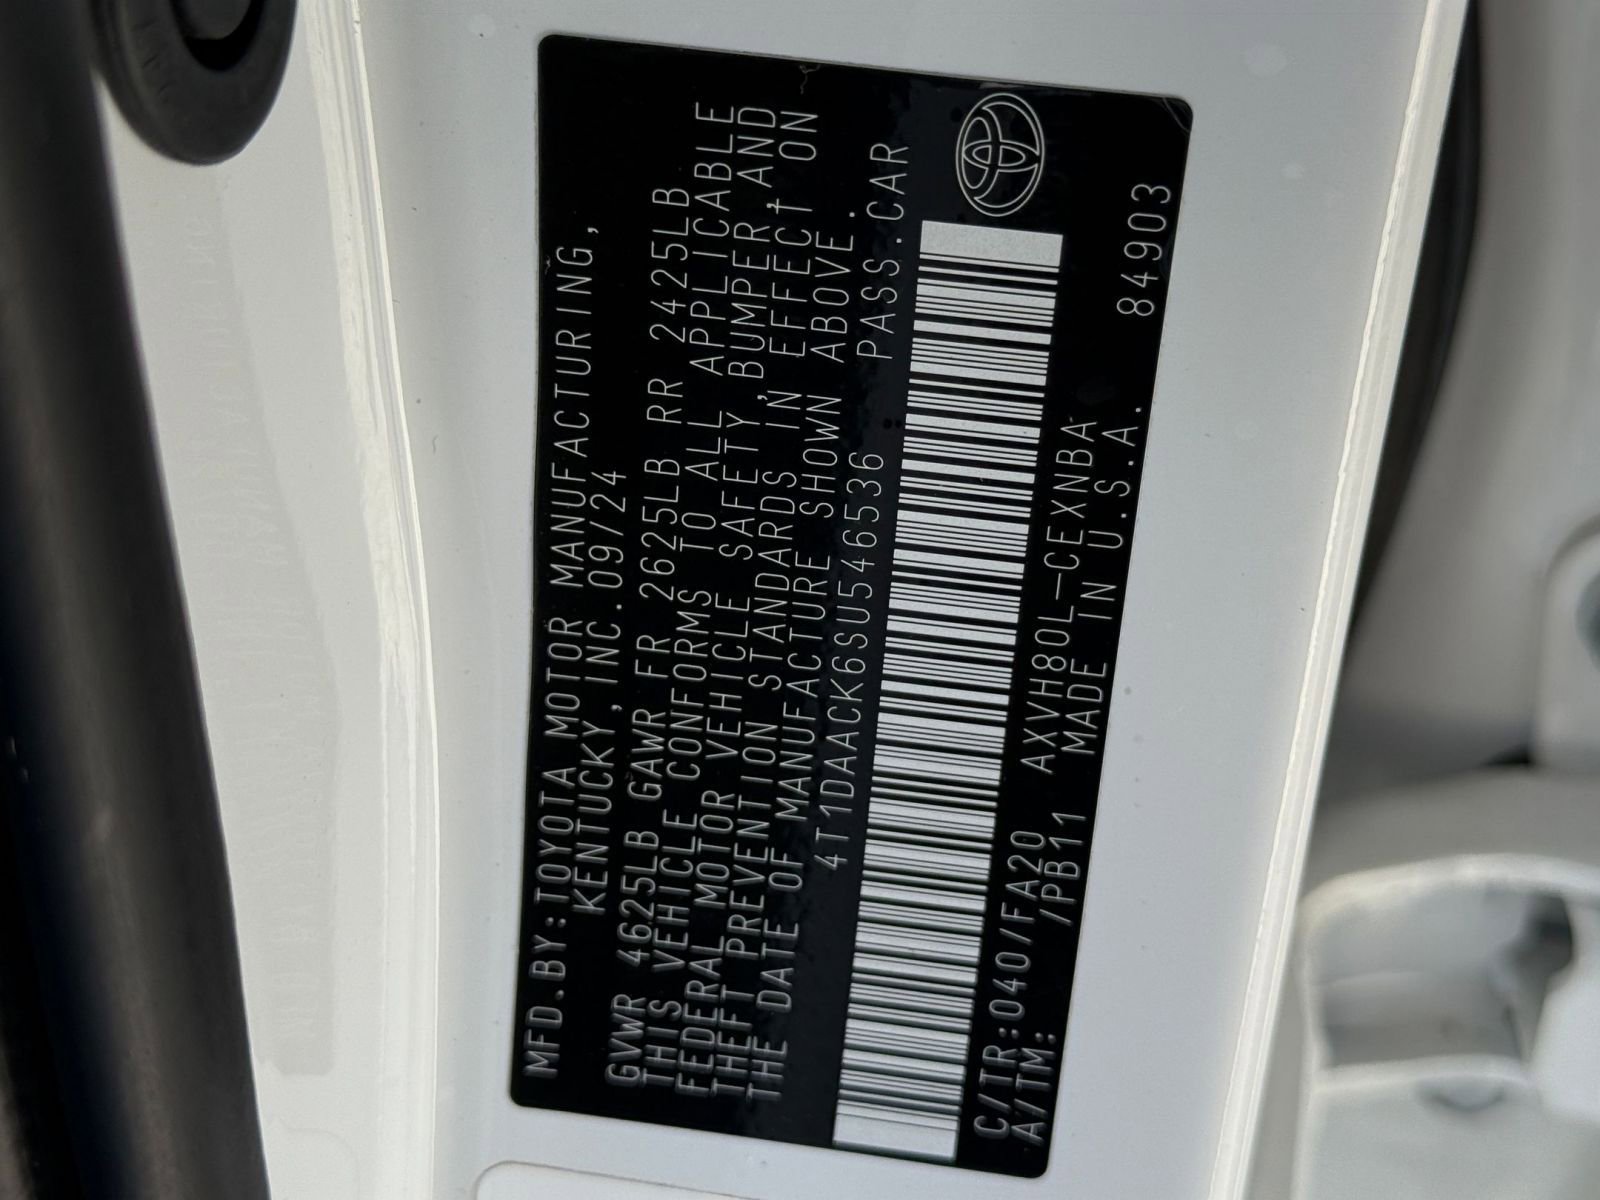 MFD.BY:TOYOTA MOTOR MANUFACTURING,
KENTUCKY,INC.09/24
GVWR 4625LB GAWR FR 2625LB RR 2425LB
THIS VEHICLE CONFORMS TO ALL APPLICABLE
FEDERAL MOTOR VEHICLE SAFETY,BUMPER,AND
THEFT PREVENTION STANDARDS IN EFFECT ON
THE DATE OF MANUFACTURE SHOWN ABOVE.
4T1DAACK6SU546536 PASS.CAR
C/TR:040/FA20 AXVH80L-CEXNBA 84903
A/TM: /PB11 MADE IN U.S.A.